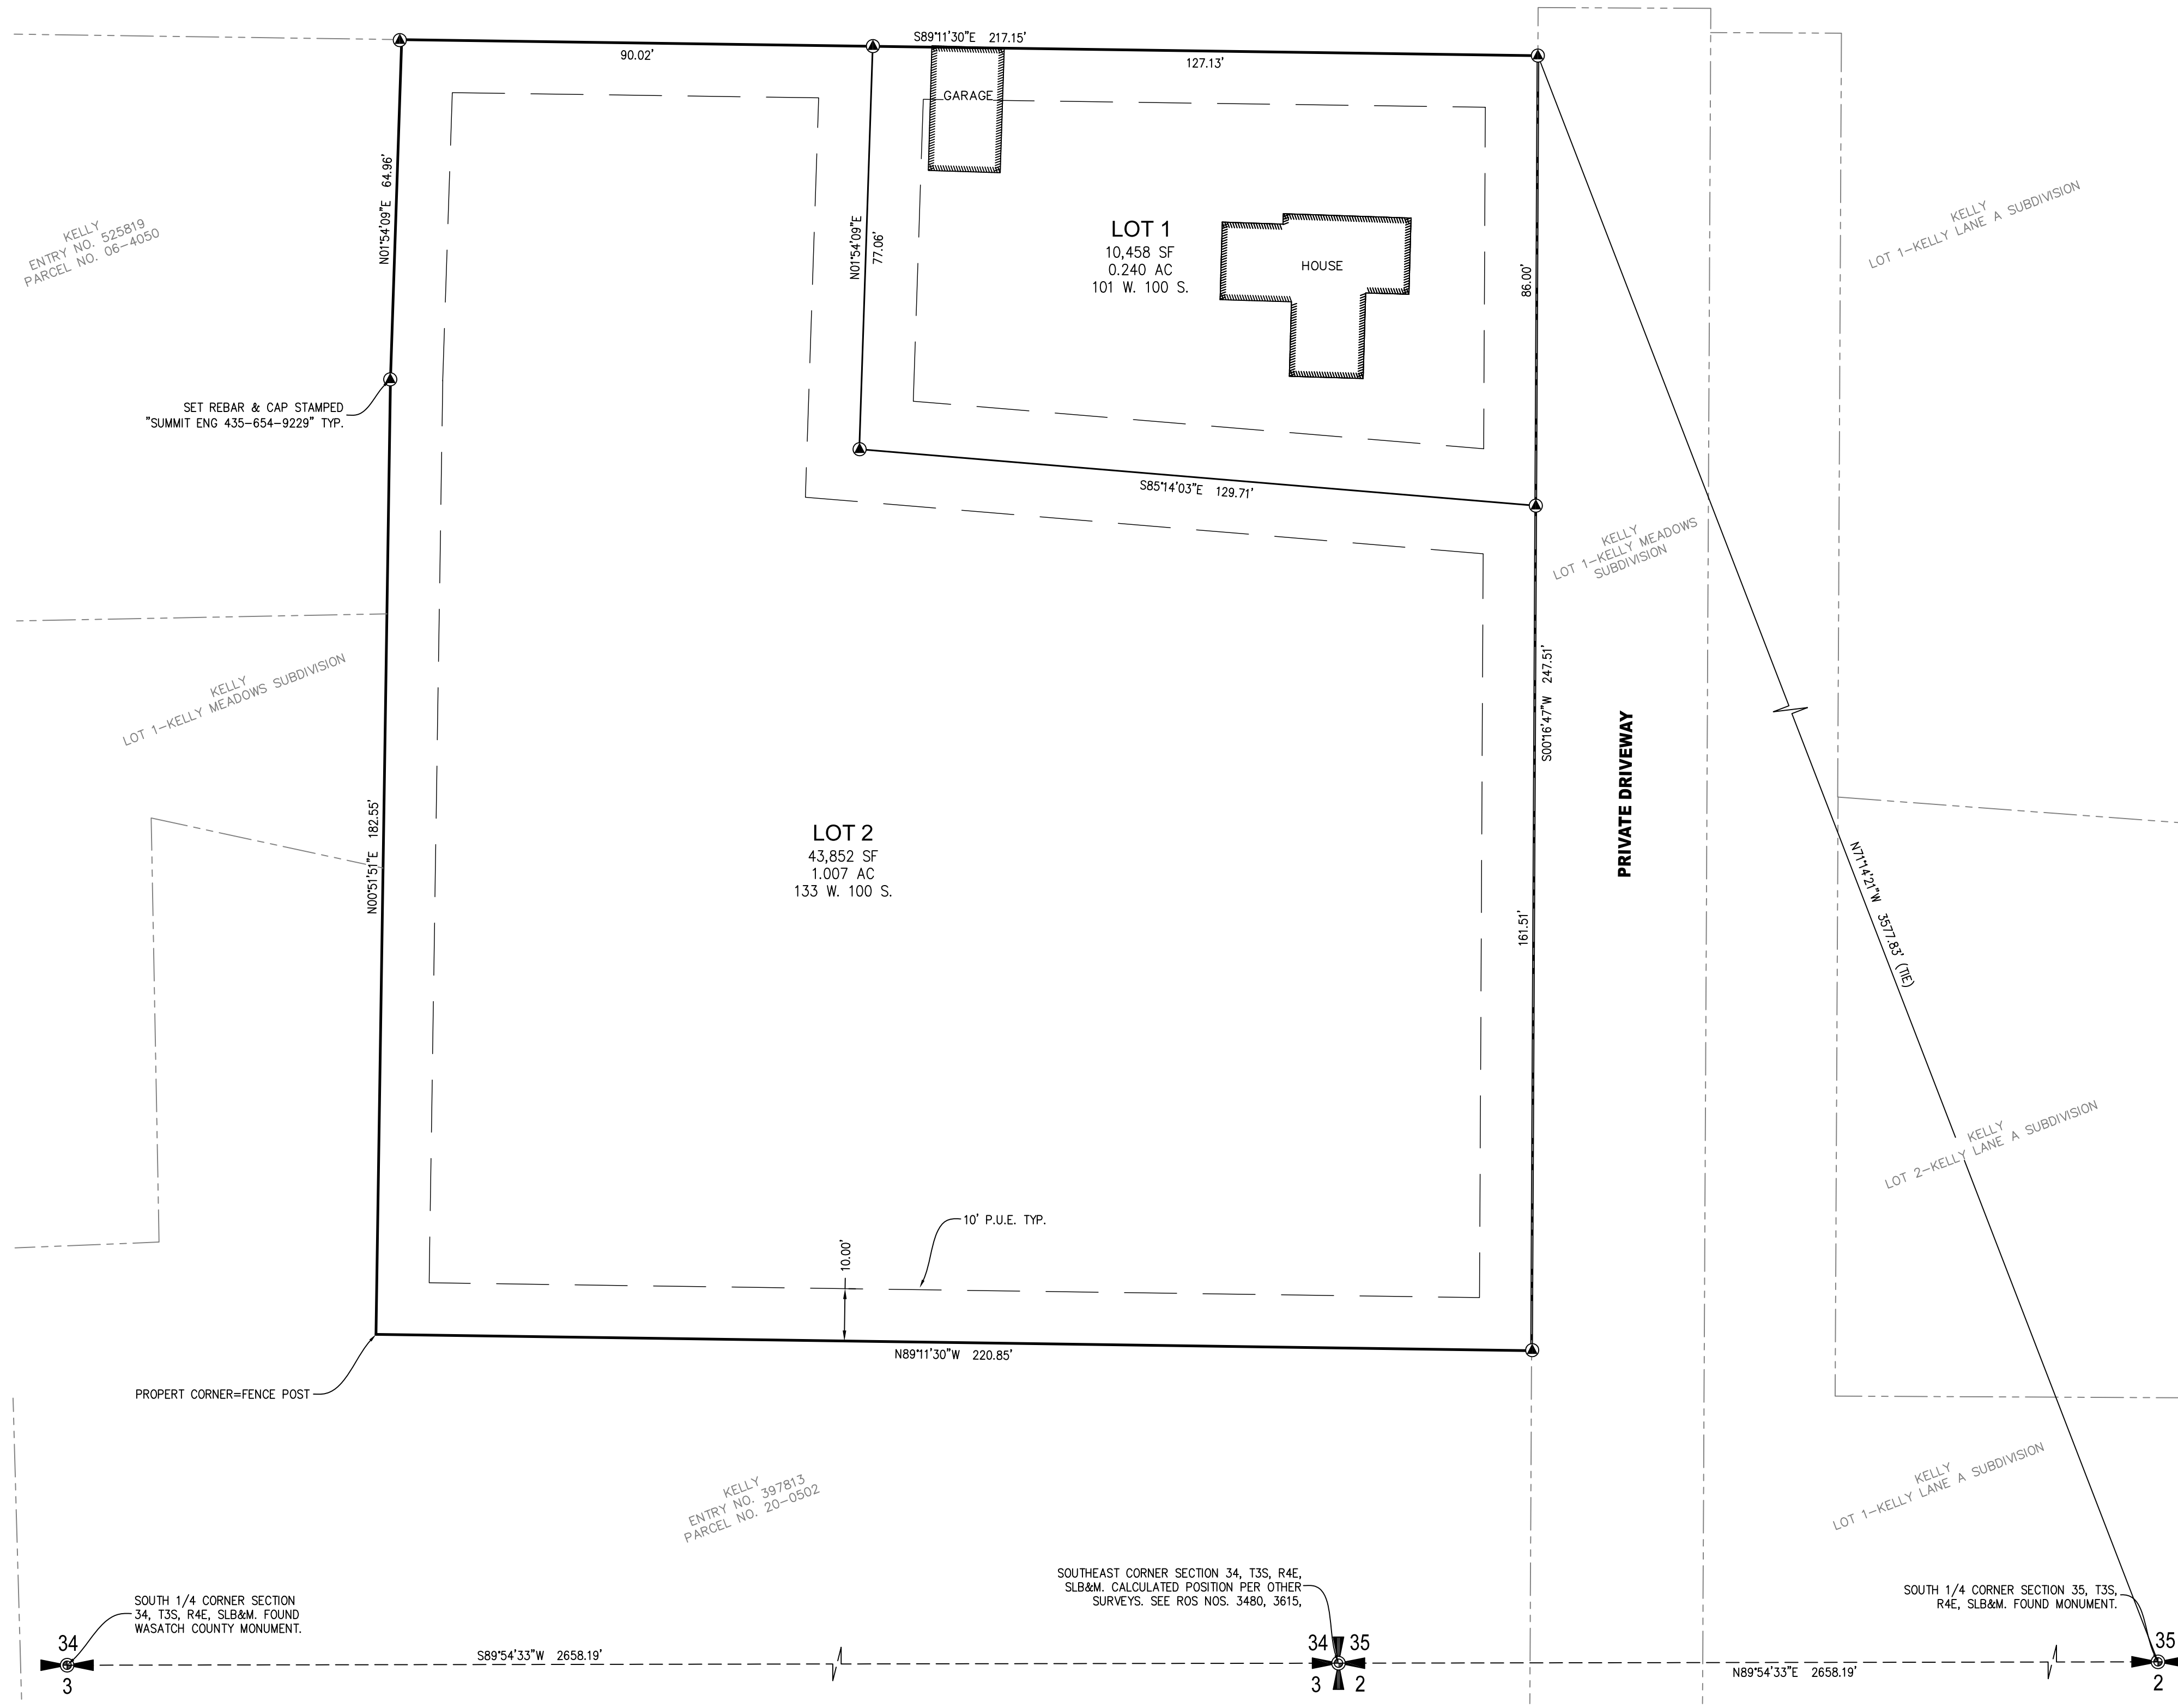 S89°11'30"E 217.15'
90.02'
127.13'
GARAGE
N01°54'09"E 64.96'
KELLY
ENTRY NO. 525819
PARCEL NO. 06-4050
N01°54'09"E
77.06'
LOT 1
10,458 SF
0.240 AC
101 W. 100 S.
HOUSE
86.00'
KELLY
LOT 1-KELLY LANE A SUBDIVISION
SET REBAR & CAP STAMPED
"SUMMIT ENG 435-654-9229" TYP.
S85°14'03"E 129.71'
KELLY
LOT 1-KELLY MEADOWS
SUBDIVISION
KELLY
LOT 1-KELLY MEADOWS SUBDIVISION
S00°16'47"W 247.51'
PRIVATE DRIVEWAY
N00°51'51"E 182.55'
LOT 2
43,852 SF
1.007 AC
133 W. 100 S.
161.51'
N71°14'21"W 3577.83' (TIE)
KELLY
LOT 2-KELLY LANE A SUBDIVISION
10' P.U.E. TYP.
10.00'
N89°11'30"W 220.85'
PROPERT CORNER=FENCE POST
KELLY
ENTRY NO. 397813
PARCEL NO. 20-0502
KELLY
LOT 1-KELLY LANE A SUBDIVISION
SOUTH 1/4 CORNER SECTION
34, T3S, R4E, SLB&M. FOUND
WASATCH COUNTY MONUMENT.
SOUTHEAST CORNER SECTION 34, T3S, R4E,
SLB&M. CALCULATED POSITION PER OTHER
SURVEYS. SEE ROS NOS. 3480, 3615,
SOUTH 1/4 CORNER SECTION 35, T3S,
R4E, SLB&M. FOUND MONUMENT.
34
3
S89°54'33"W 2658.19'
34 35
3 2
N89°54'33"E 2658.19'
35
2